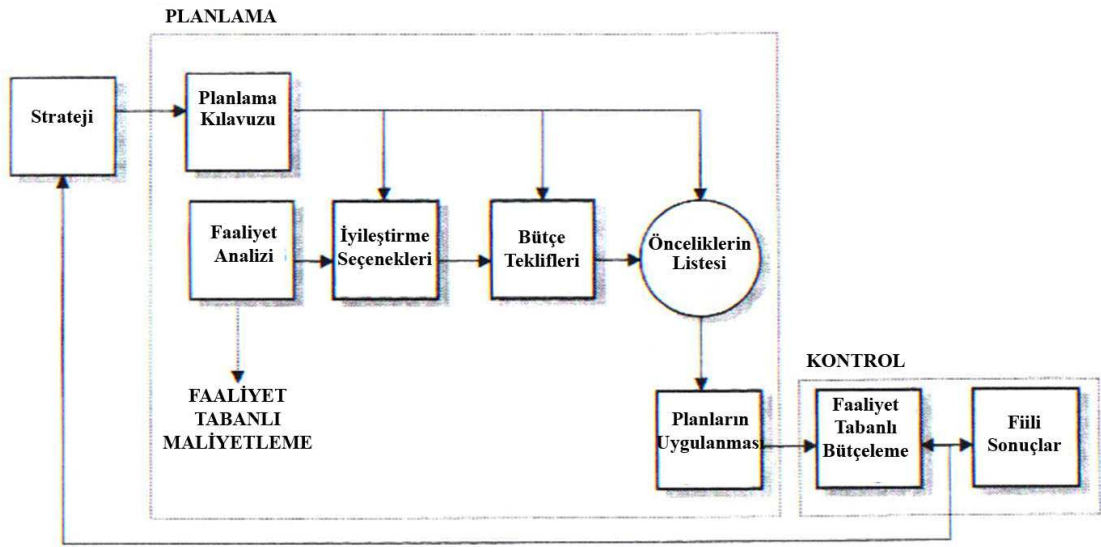 PLANLAMA
Strateji
Planlama
Kılavuzu
Faaliyet
Analizi
İyileştirme
Seçenekleri
Bütçe
Teklifleri
Önceliklerin
Listesi
FAALİYET
TABANLI
MALİYETLEME
Planların
Uygulanması
KONTROL
Faaliyet
Tabanlı
Bütçeleme
Fiili
Sonuçlar